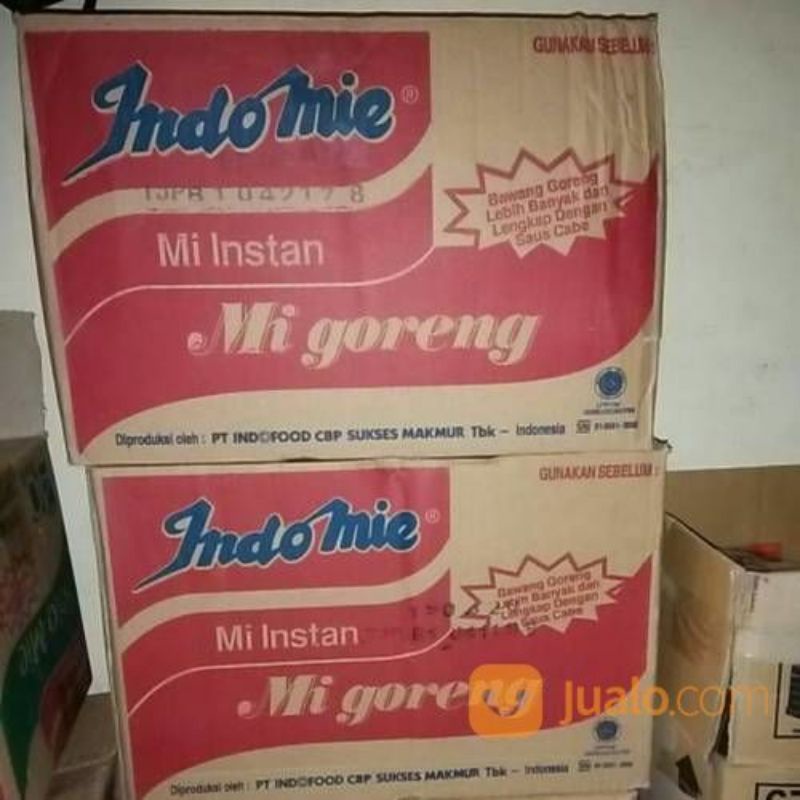 GUNAKAN SEBELUM :
Indomie ®
Bawang Goreng
Lebih Banyak dan
Lengkap Dengan
Saus Cabe
Mi Instan
Mi goreng
Diproduksi oleh : PT INDOFOOD CBP SUKSES MAKMUR Tbk – Indonesia
GUNAKAN SEBELUM :
Indomie ®
Bawang Goreng
Banyak dan
Lengkap Dengan
Saus Cabe
Mi Instan
Mi goreng
Jualo.com
Diproduksi oleh : PT INDOFOOD CBP SUKSES MAKMUR Tbk – Indonesia